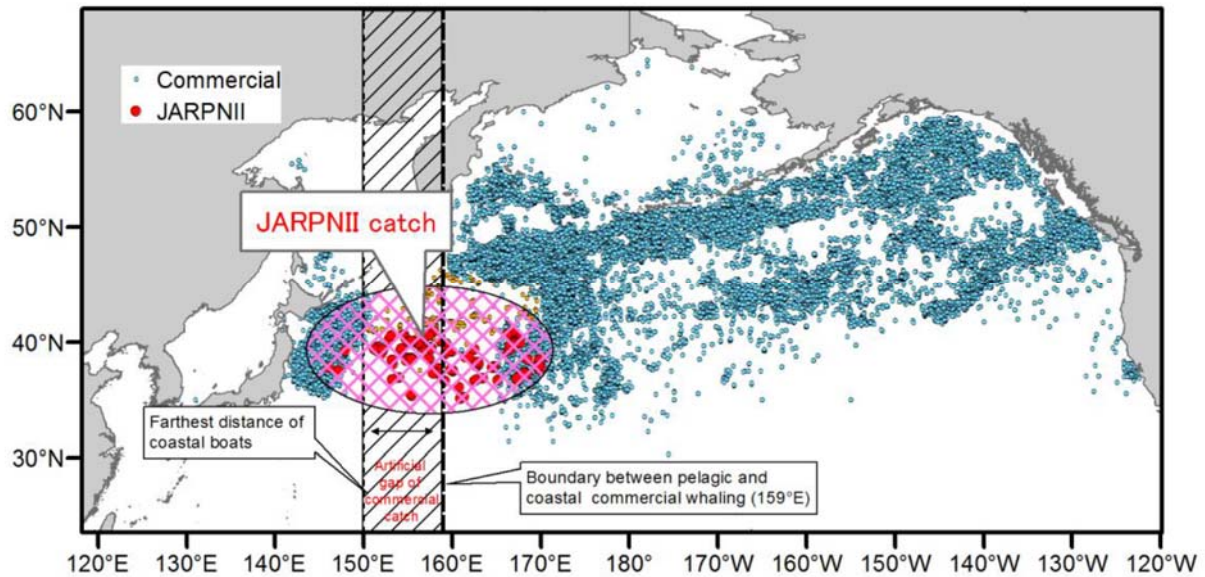 Commercial
JARPNII
60°N
50°N
40°N
30°N
JARPNII catch
Farthest distance of
coastal boats
Artificial
gap of
commercial
catch
Boundary between pelagic and
coastal commercial whaling (159°E)
120°E 130°E 140°E 150°E 160°E 170°E 180° 170°W 160°W 150°W 140°W 130°W 120°W